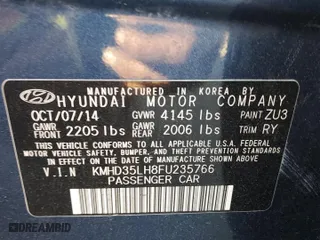 MANUFACTURED IN KOREA BY
HYUNDAI MOTOR COMPANY
OCT/07/14 GVWR 4145 lbs PAINT ZU3
GAWR FRONT 2205 lbs GAWR REAR 2006 lbs TRIM RY
THIS VEHICLE CONFORMS TO ALL APPLICABLE
U.S. FEDERAL MOTOR VEHICLE SAFETY, BUMPER,
AND THEFT PREVENTION STANDARDS IN EFFECT
ON THE DATE OF MANUFACTURE SHOWN ABOVE.
V.I.N KMHD35LH8FU235766
PASSENGER CAR
DREAMBID